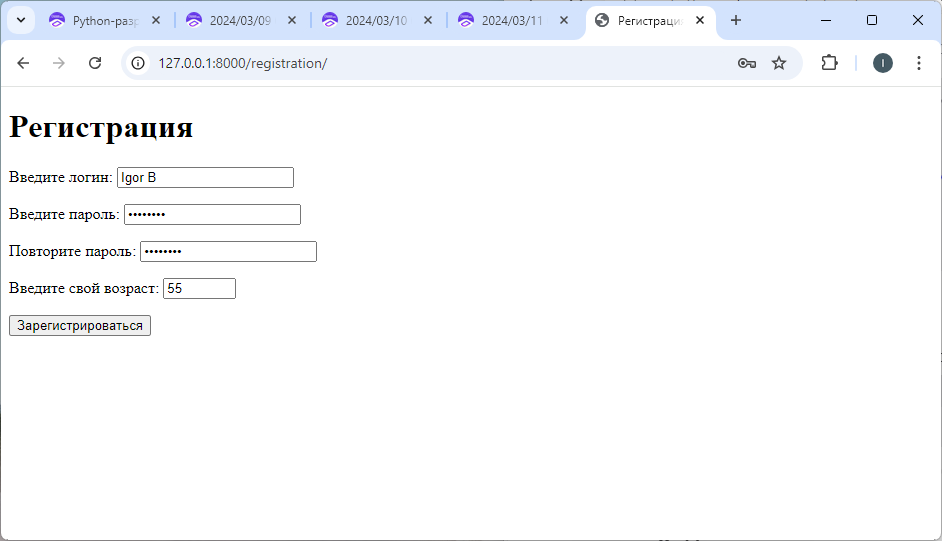 Python-разр
2024/03/09
2024/03/10
2024/03/11
Регистрация
127.0.0.1:8000/registration/
I
Регистрация
Введите логин: Igor B
Введите пароль: ••••••••
Повторите пароль: ••••••••
Введите свой возраст: 55
Зарегистрироваться